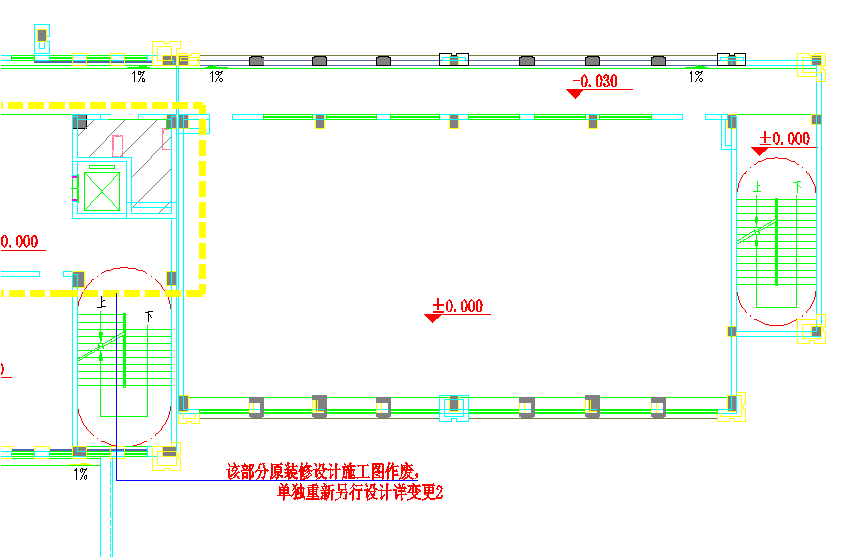 1%
1%
1%
-0.030
±0.000
上 下
0.000
±0.000
上
下
该部分原装修设计施工图作废,
单独重新另行设计详变更2
1%